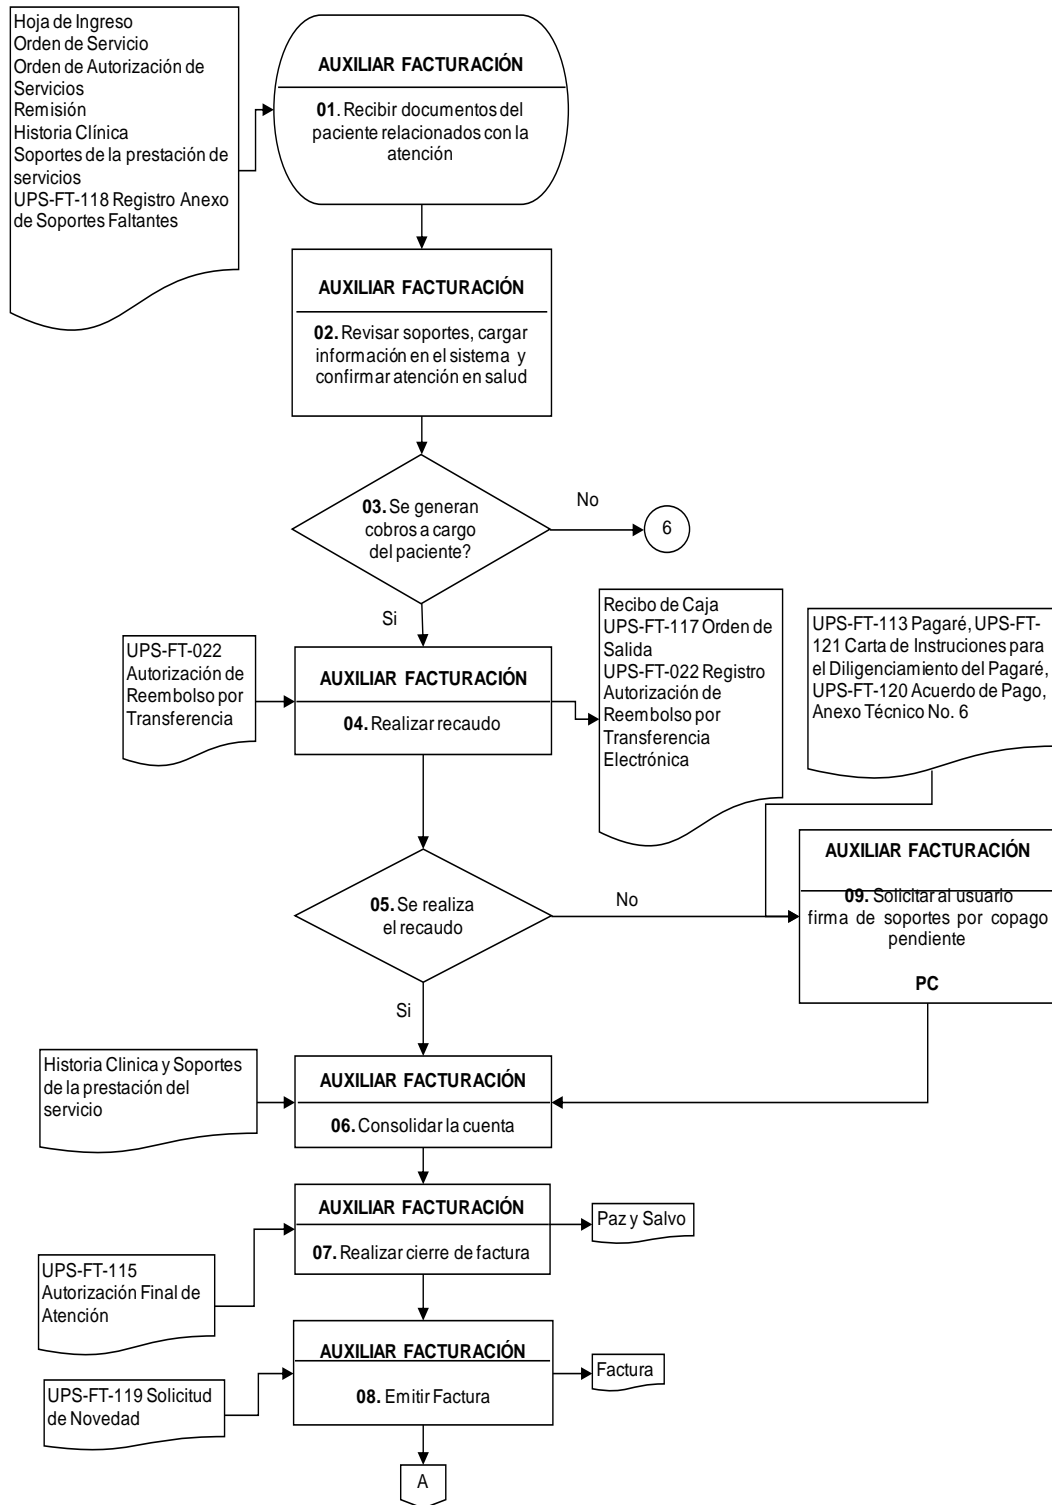 Hoja de Ingreso
Orden de Servicio
Orden de Autorización de
Servicios
Remisión
Historia Clínica
Soportes de la prestación de
servicios
UPS-FT-118 Registro Anexo
de Soportes Faltantes
AUXILIAR FACTURACIÓN
01. Recibir documentos del
paciente relacionados con la
atención
AUXILIAR FACTURACIÓN
02. Revisar soportes, cargar
información en el sistema y
confirmar atención en salud
03. Se generan
cobros a cargo
del paciente?
No
6
Si
UPS-FT-022
Autorización de
Reembolso por
Transferencia
AUXILIAR FACTURACIÓN
04. Realizar recaudo
Recibo de Caja
UPS-FT-117 Orden de
Salida
UPS-FT-022 Registro
Autorización de
Reembolso por
Transferencia
Electrónica
UPS-FT-113 Pagaré, UPS-FT-
121 Carta de Instruciones para
el Diligenciamiento del Pagaré,
UPS-FT-120 Acuerdo de Pago,
Anexo Técnico No. 6
05. Se realiza
el recaudo
No
AUXILIAR FACTURACIÓN
09. Solicitar al usuario
firma de soportes por copago
pendiente
PC
Si
Historia Clinica y Soportes
de la prestación del
servicio
AUXILIAR FACTURACIÓN
06. Consolidar la cuenta
AUXILIAR FACTURACIÓN
07. Realizar cierre de factura
Paz y Salvo
UPS-FT-115
Autorización Final de
Atención
AUXILIAR FACTURACIÓN
08. Emitir Factura
Factura
UPS-FT-119 Solicitud
de Novedad
A